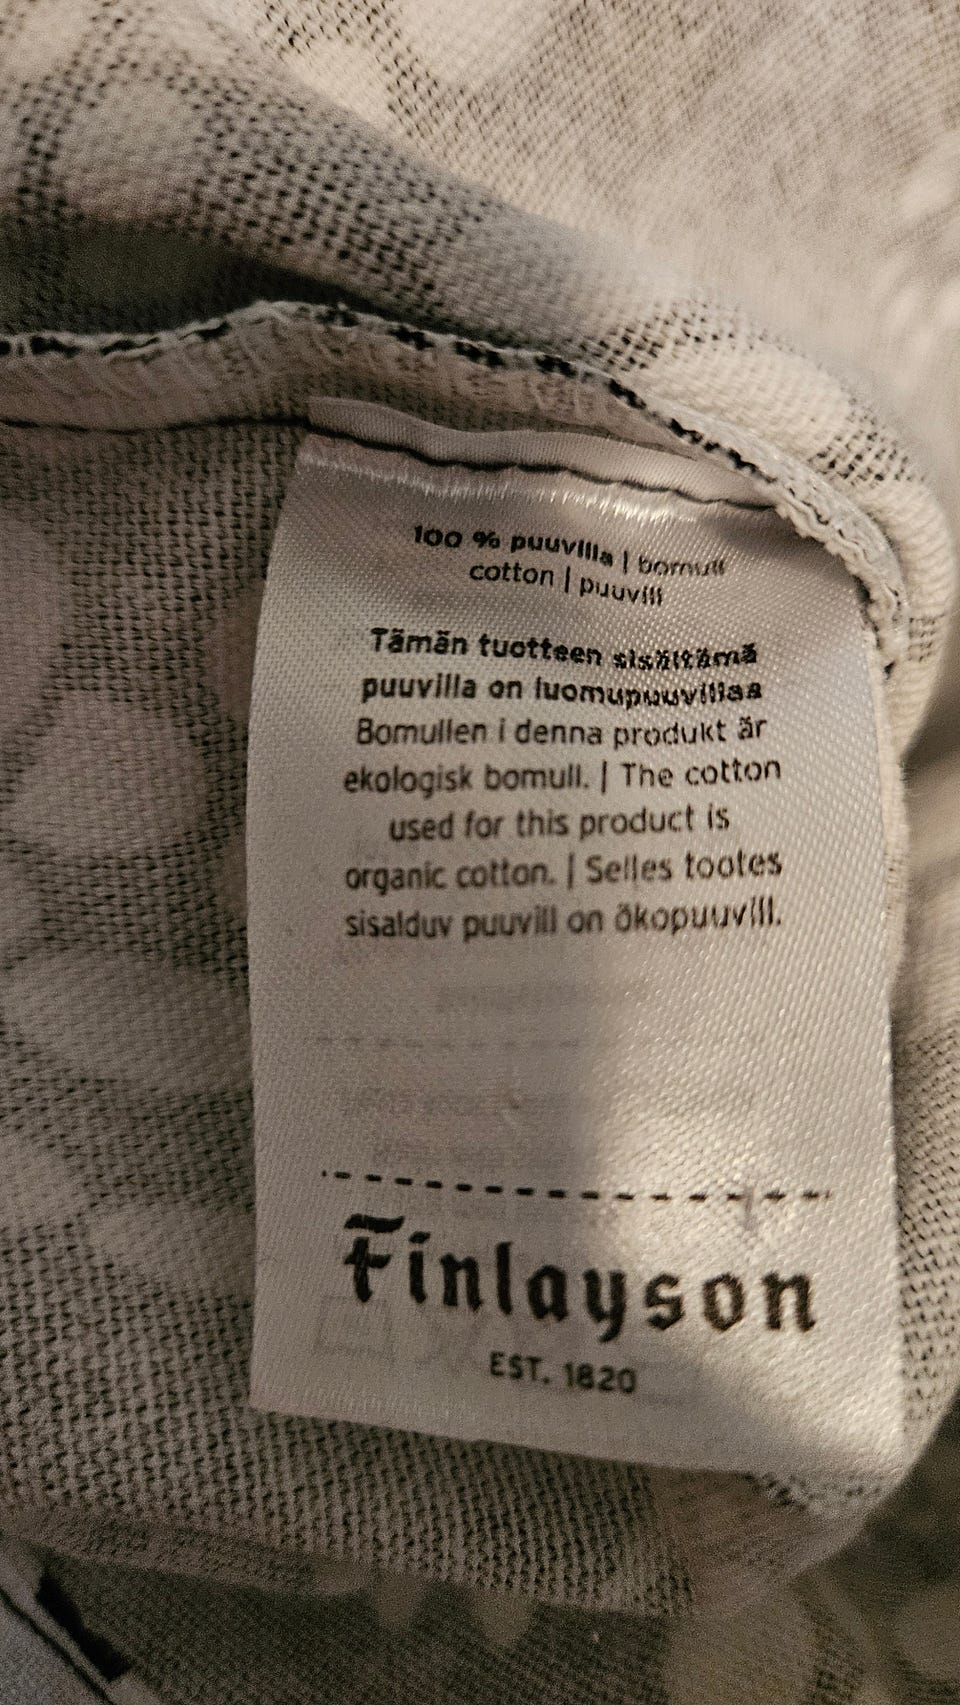 100 % puuvilla | bomull
cotton | puuvill
Tämän tuotteen sisältämä
puuvilla on luomupuuvillaa
Bomullen i denna produkt är
ekologisk bomull. | The cotton
used for this product is
organic cotton. | Selles tootes
sisalduv puuvill on ökopuuvill.
Finlayson
EST. 1820